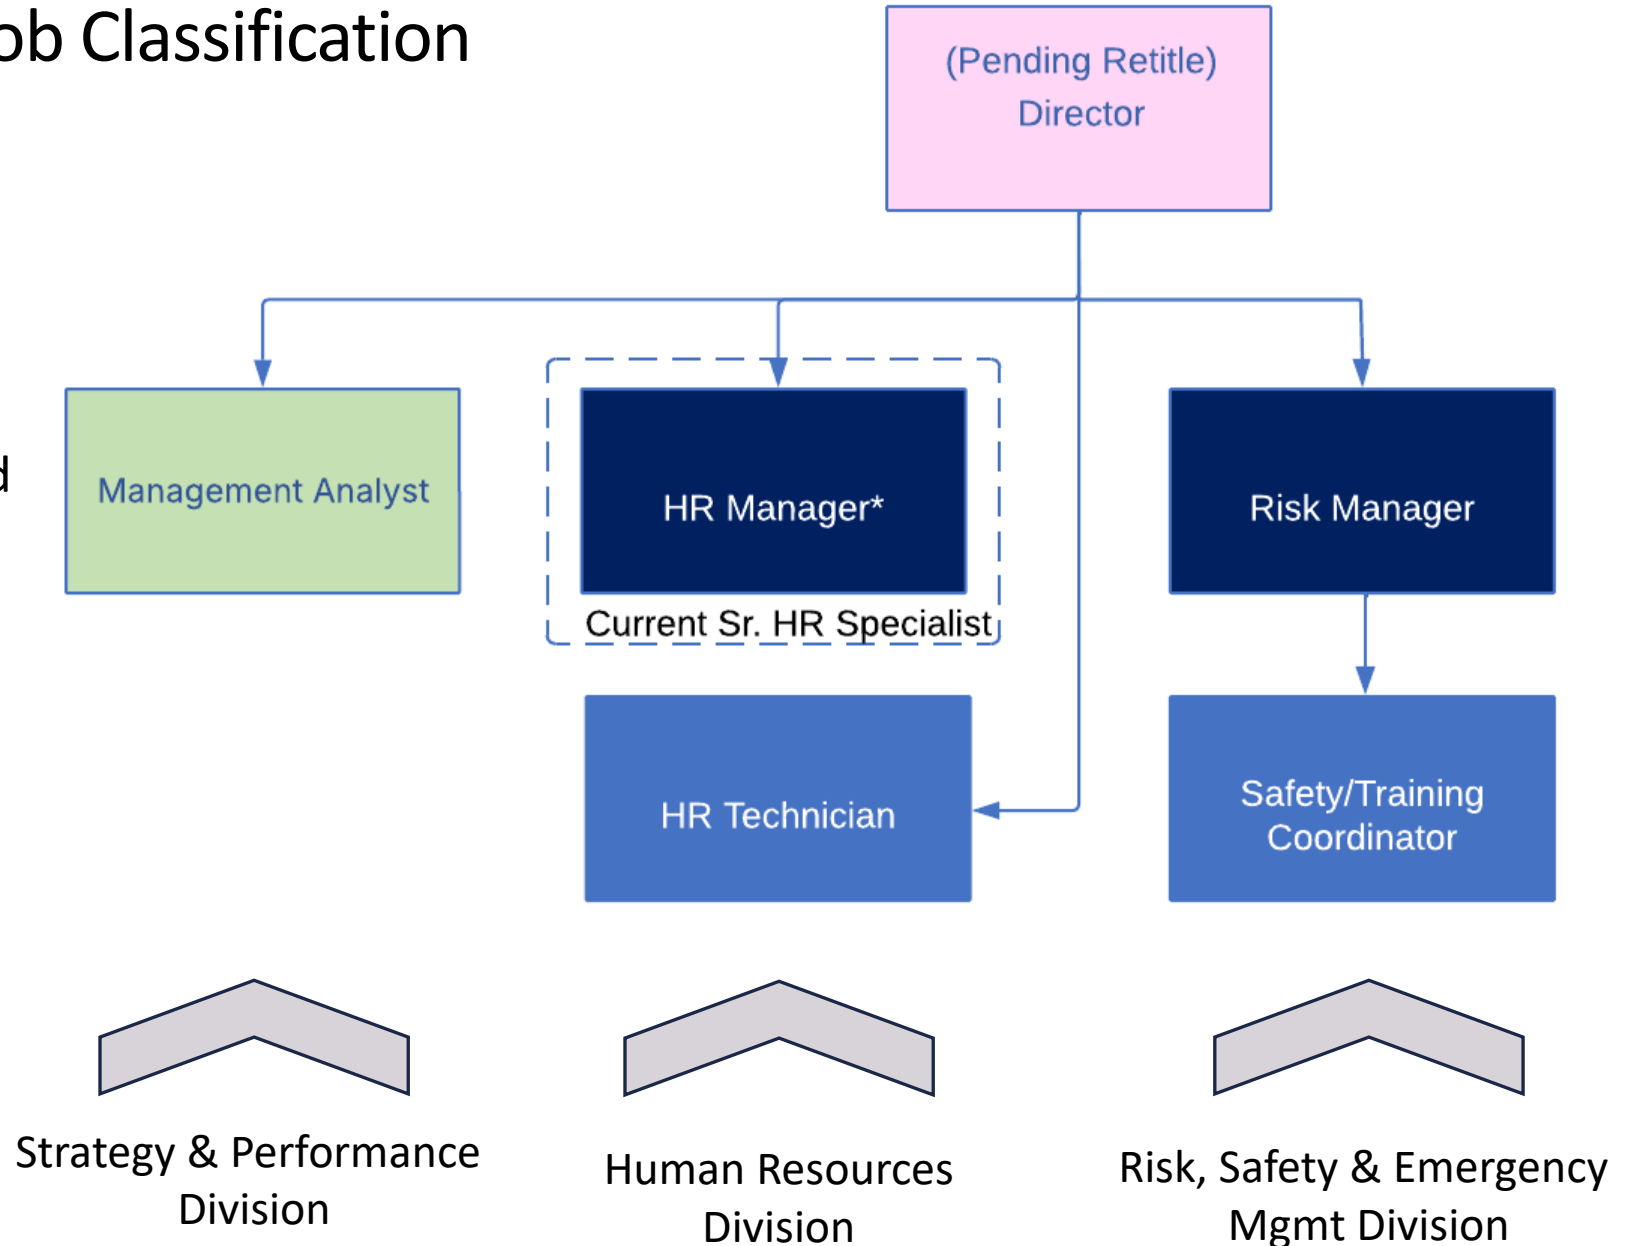 ob Classification
(Pending Retitle)
Director
d
Management Analyst
HR Manager*
Risk Manager
Current Sr. HR Specialist
HR Technician
Safety/Training
Coordinator
Strategy & Performance
Division
Human Resources
Division
Risk, Safety & Emergency
Mgmt Division